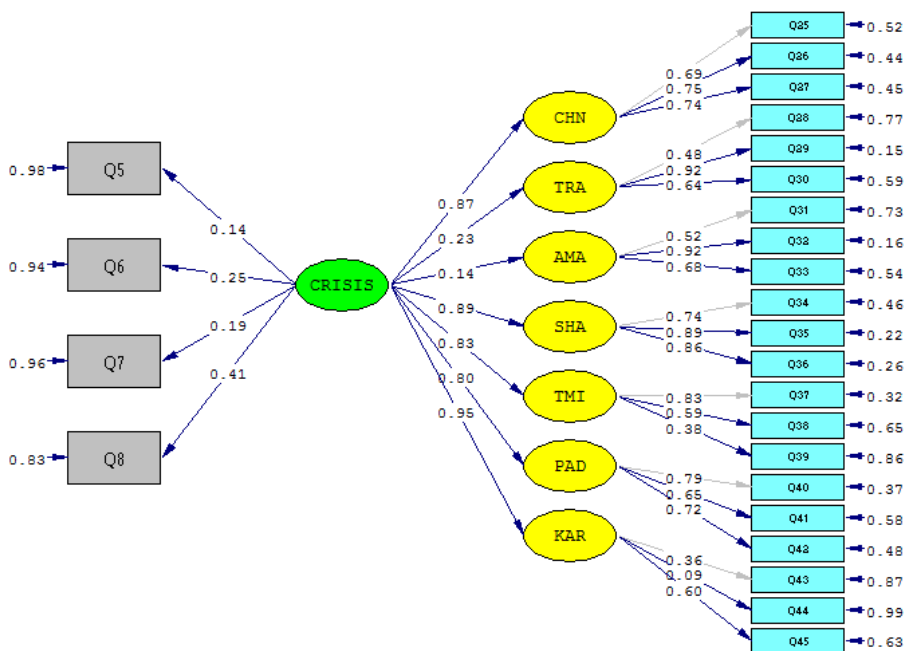 0.98
Q5
0.94
Q6
0.96
Q7
0.83
Q8
0.14
0.25
0.19
0.41
CRISIS
0.87
0.23
0.14
0.89
0.83
0.80
0.95
CHN
TRA
AMA
SHA
TMI
PAD
KAR
0.69
0.75
0.74
0.48
0.92
0.64
0.52
0.92
0.68
0.74
0.89
0.86
0.83
0.59
0.38
0.79
0.65
0.72
0.36
0.09
0.60
Q25 0.52
Q26 0.44
Q27 0.45
Q28 0.77
Q29 0.15
Q30 0.59
Q31 0.73
Q32 0.16
Q33 0.54
Q34 0.46
Q35 0.22
Q36 0.26
Q37 0.32
Q38 0.65
Q39 0.86
Q40 0.37
Q41 0.58
Q42 0.48
Q43 0.87
Q44 0.99
Q45 0.63